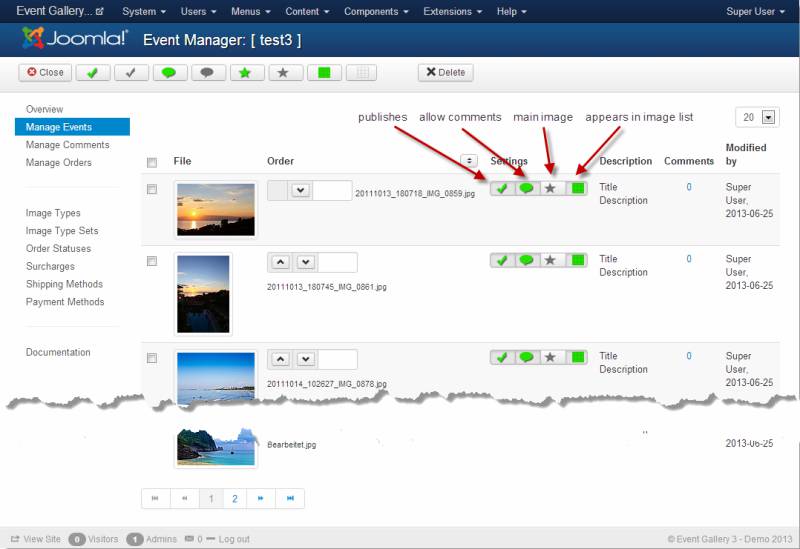 Event Gallery...
System Users Menus Content Components Extensions Help
Super User
Joomla!® Event Manager: [ test3 ]
Close
Delete
Overview
Manage Events
Manage Comments
Manage Orders
Image Types
Image Type Sets
Order Statuses
Surcharges
Shipping Methods
Payment Methods
Documentation
publishes allow comments main image appears in image list
20
File Order Settings Description Comments Modified by
20111013_180718_IMG_0859.jpg
Title Description
0
Super User, 2013-06-25
20111013_180745_IMG_0861.jpg
Title Description
0
Super User, 2013-06-25
20111014_102627_IMG_0878.jpg
Title Description
0
Super User, 2013-06-25
Bearbeitet.jpg
2013-06-25
1 2
View Site 0 Visitors 1 Admins 0 Log out
© Event Gallery 3 - Demo 2013